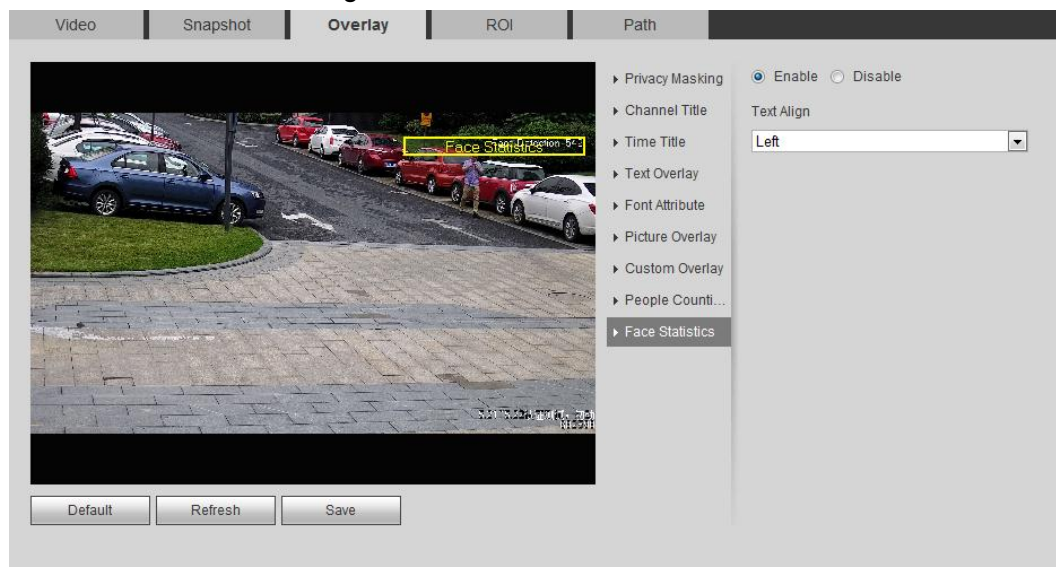 Video Snapshot Overlay ROI Path
Privacy Masking
Channel Title
Time Title
Text Overlay
Font Attribute
Picture Overlay
Custom Overlay
People Counti...
Face Statistics
Enable Disable
Text Align
Left
Face Statistics
Default Refresh Save